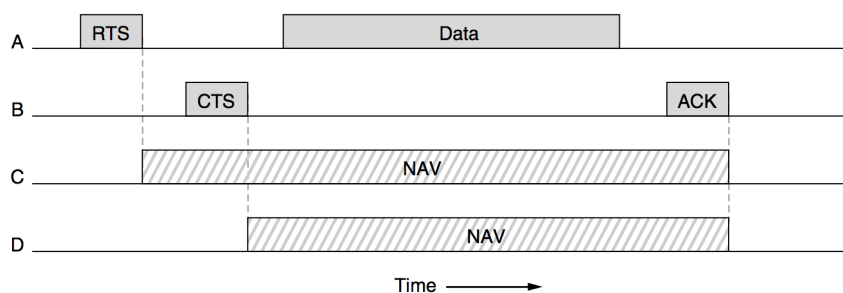 A RTS Data
B CTS ACK
C NAV
D NAV
Time